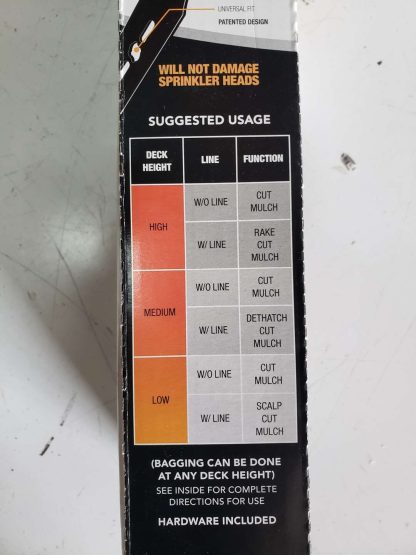 UNIVERSAL FIT
PATENTED DESIGN
WILL NOT DAMAGE
SPRINKLER HEADS
SUGGESTED USAGE
DECK
HEIGHT
LINE
FUNCTION
HIGH
W/O LINE
CUT
MULCH
W/ LINE
RAKE
CUT
MULCH
MEDIUM
W/O LINE
CUT
MULCH
W/ LINE
DETHATCH
CUT
MULCH
LOW
W/O LINE
CUT
MULCH
W/ LINE
SCALP
CUT
MULCH
(BAGGING CAN BE DONE
AT ANY DECK HEIGHT)
SEE INSIDE FOR COMPLETE
DIRECTIONS FOR USE
HARDWARE INCLUDED